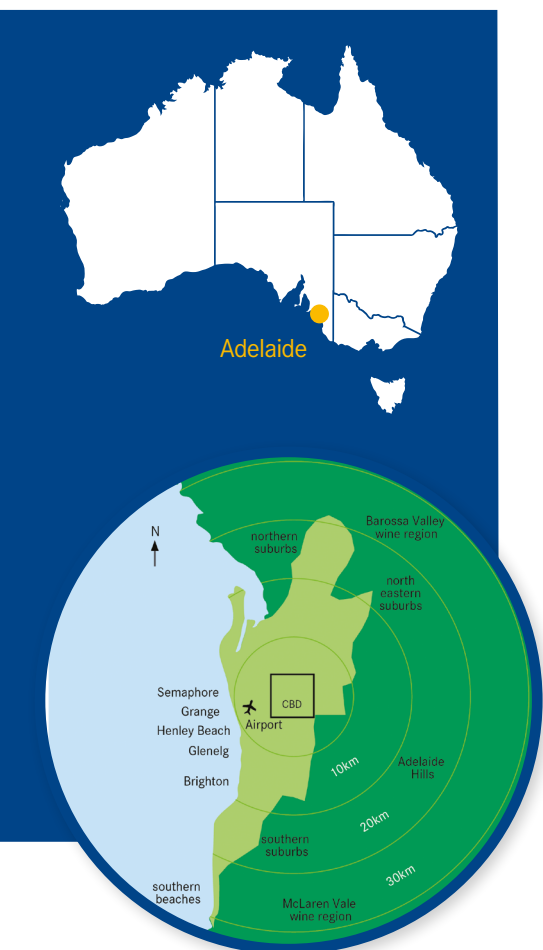 Adelaide
Barossa Valley
wine region
N
northern
suburbs
north
eastern
suburbs
Semaphore
Grange
CBD
Henley Beach
Airport
Glenelg
Adelaide
Hills
10km
Brighton
20km
southern
suburbs
30km
southern
beaches
McLaren Vale
wine region